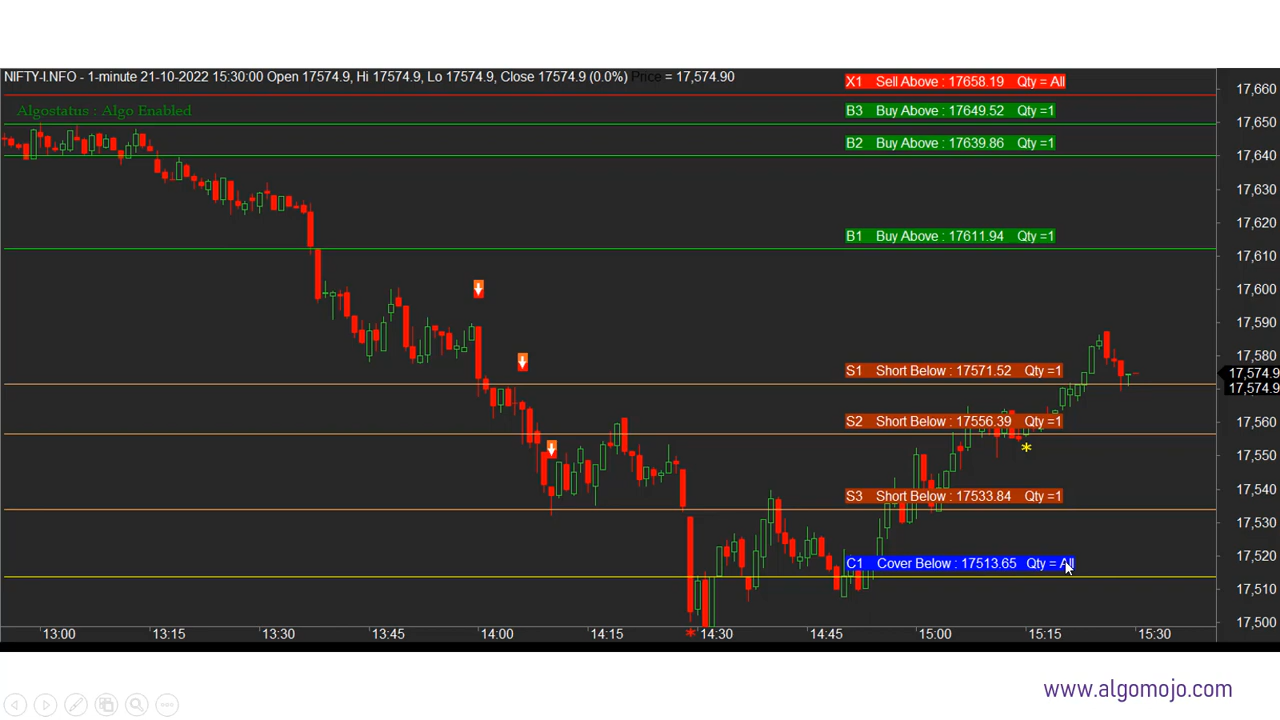 NIFTY-I.NFO - 1-minute 21-10-2022 15:30:00 Open 17574.9, Hi 17574.9, Lo 17574.9, Close 17574.9 (0.0%) Price = 17,574.90
Algostatus : Algo Enabled
X1 Sell Above : 17658.19 Qty = All
B3 Buy Above : 17649.52 Qty =1
B2 Buy Above : 17639.86 Qty =1
B1 Buy Above : 17611.94 Qty =1
S1 Short Below : 17571.52 Qty =1
S2 Short Below : 17556.39 Qty =1
S3 Short Below : 17533.84 Qty =1
C1 Cover Below : 17513.65 Qty = All
17,660
17,650
17,640
17,630
17,620
17,610
17,600
17,590
17,580
17,574.9
17,574.9
17,560
17,550
17,540
17,530
17,520
17,510
17,500
13:00 13:15 13:30 13:45 14:00 14:15 14:30 14:45 15:00 15:15 15:30
www.algomojo.com